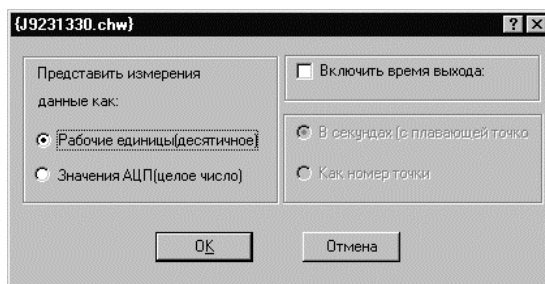 {J9231330.chw}
Представить измерения
данные как:
Рабочие единицы(десятичное)
Значения АЦП(целое число)
Включить время выхода:
В секундах (с плавающей точко
Как номер точки
OK
Отмена